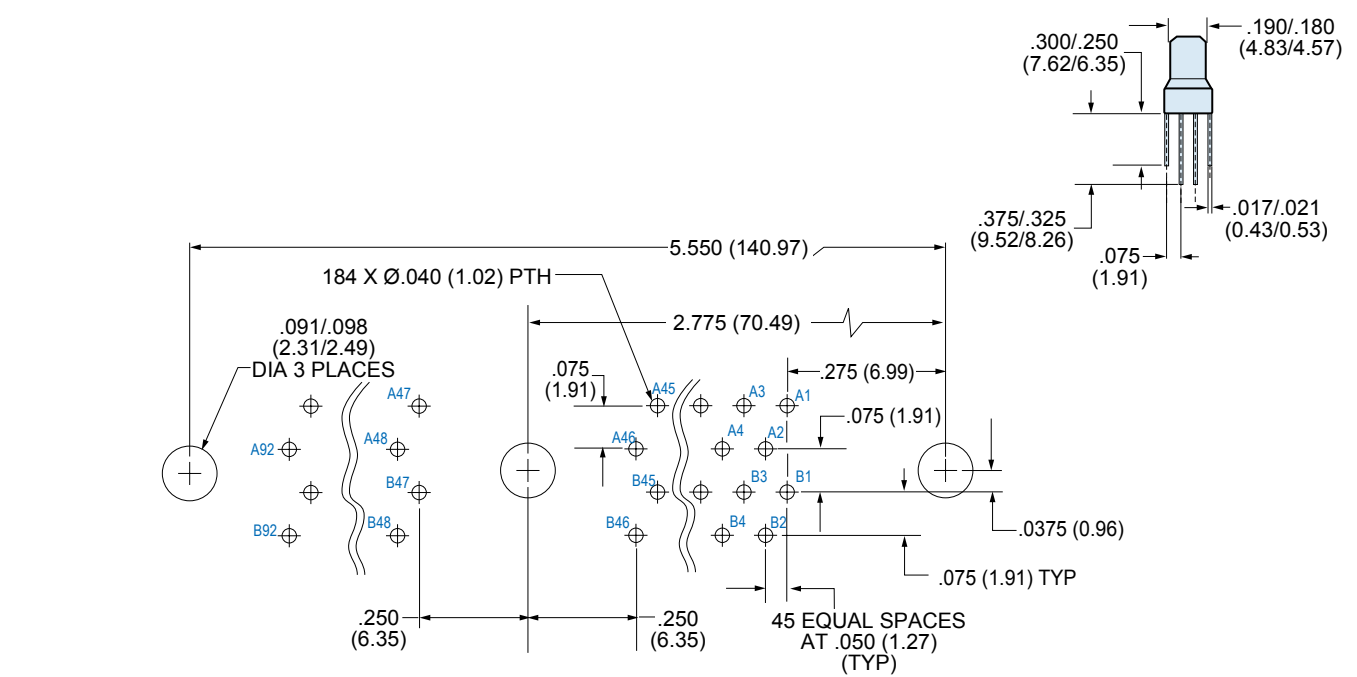 .190/.180
(4.83/4.57)
.300/.250
(7.62/6.35)
.375/.325
(9.52/8.26)
.017/.021
(0.43/0.53)
.075
(1.91)
5.550 (140.97)
184 X Ø.040 (1.02) PTH
2.775 (70.49)
.091/.098
(2.31/2.49)
DIA 3 PLACES
.075
(1.91)
.275 (6.99)
.075 (1.91)
A47
A45
A3
A1
A92
A48
A46
A4
A2
B47
B45
B3
B1
B92
B48
B46
B4
B2
.0375 (0.96)
.075 (1.91) TYP
.250
(6.35)
.250
(6.35)
45 EQUAL SPACES
AT .050 (1.27)
(TYP)